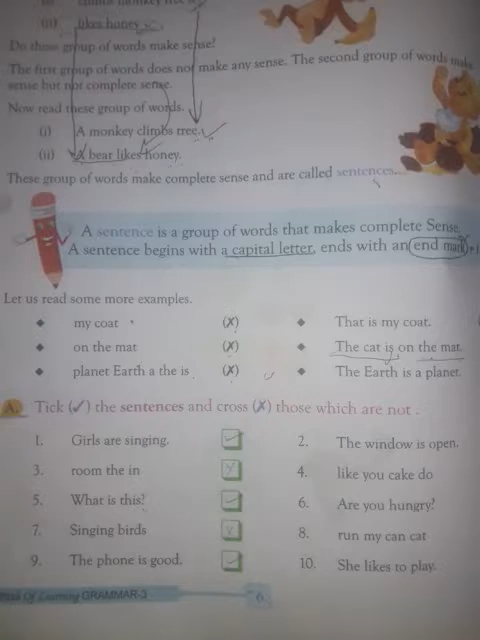 (ii) likes honey
Do these group of words make sense?
The first group of words does not make any sense. The second group of words make
sense but not complete sense.
Now read these group of words.
(i) A monkey climbs tree.
(ii) A bear likes honey.
These group of words make complete sense and are called sentences.
A sentence is a group of words that makes complete Sense.
A sentence begins with a capital letter, ends with an end mark
Let us read some more examples.
◆ my coat (✗) ◆ That is my coat.
◆ on the mat (✗) ◆ The cat is on the mat.
◆ planet Earth a the is (✗) ◆ The Earth is a planet.
A. Tick (✓) the sentences and cross (✗) those which are not .
1. Girls are singing. ✓ 2. The window is open.
3. room the in ✗ 4. like you cake do
5. What is this? ✓ 6. Are you hungry?
7. Singing birds ✗ 8. run my can cat
9. The phone is good. ✓ 10. She likes to play.
Of Learning GRAMMAR-3 6